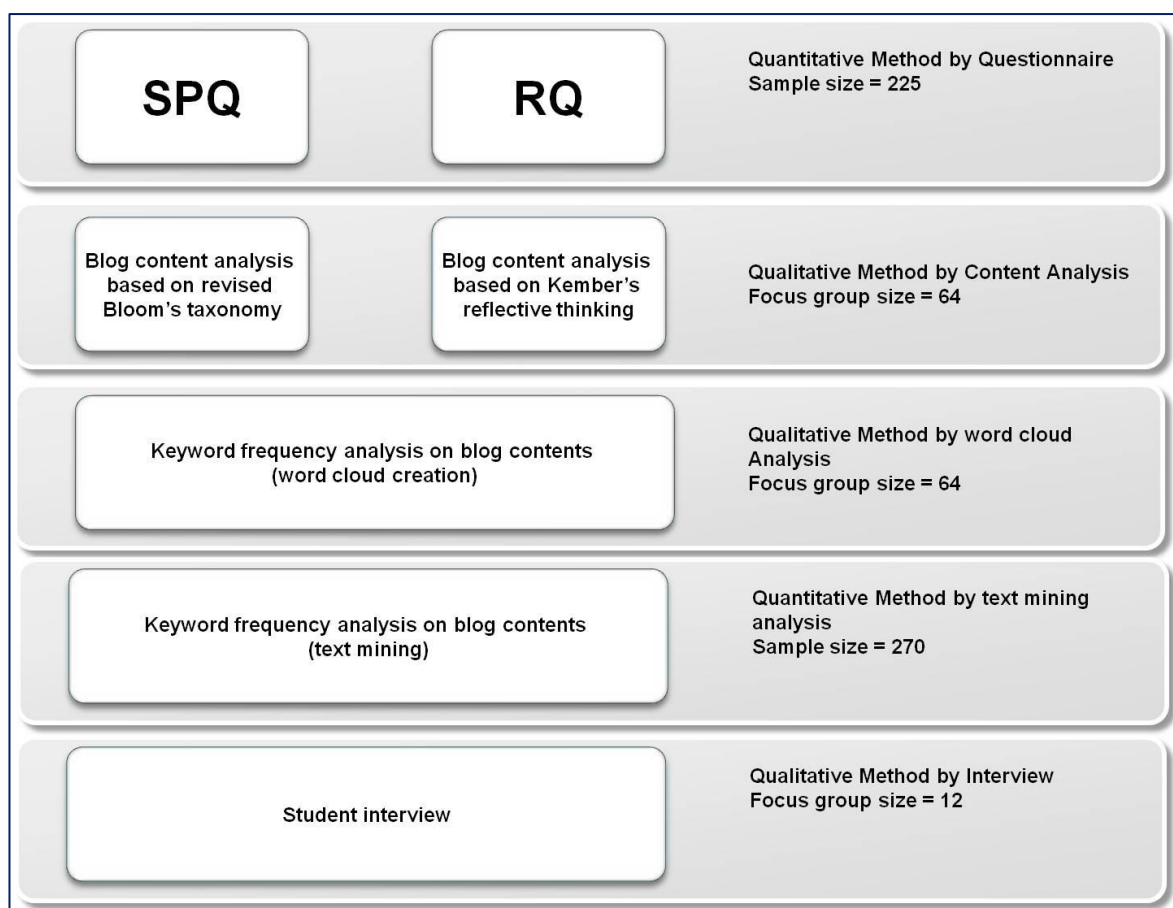 SPQ
RQ
Quantitative Method by Questionnaire
Sample size = 225
Blog content analysis
based on revised
Bloom’s taxonomy
Blog content analysis
based on Kember’s
reflective thinking
Qualitative Method by Content Analysis
Focus group size = 64
Keyword frequency analysis on blog contents
(word cloud creation)
Qualitative Method by word cloud
Analysis
Focus group size = 64
Keyword frequency analysis on blog contents
(text mining)
Quantitative Method by text mining
analysis
Sample size = 270
Student interview
Qualitative Method by Interview
Focus group size = 12